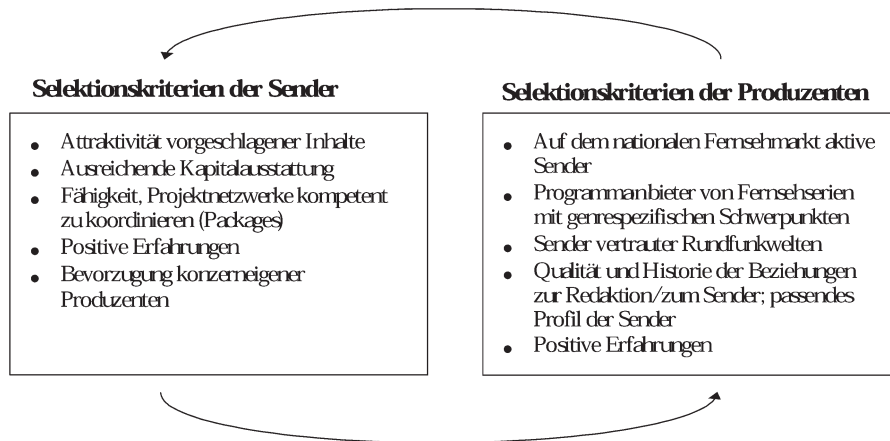 Selektionskriterien der Sender
• Attraktivität vorgeschlagener Inhalte
• Ausreichende Kapitalausstattung
• Fähigkeit, Projektnetzwerke kompetent
zu koordinieren (Packages)
• Positive Erfahrungen
• Bevorzugung konzerneigener
Produzenten
Selektionskriterien der Produzenten
• Auf dem nationalen Fernsehmarkt aktive
Sender
• Programmanbieter von Fernsehserien
mit genrespezifischen Schwerpunkten
• Sender vertrauter Rundfunkwelten
• Qualität und Historie der Beziehungen
zur Redaktion/zum Sender; passendes
Profil der Sender
• Positive Erfahrungen